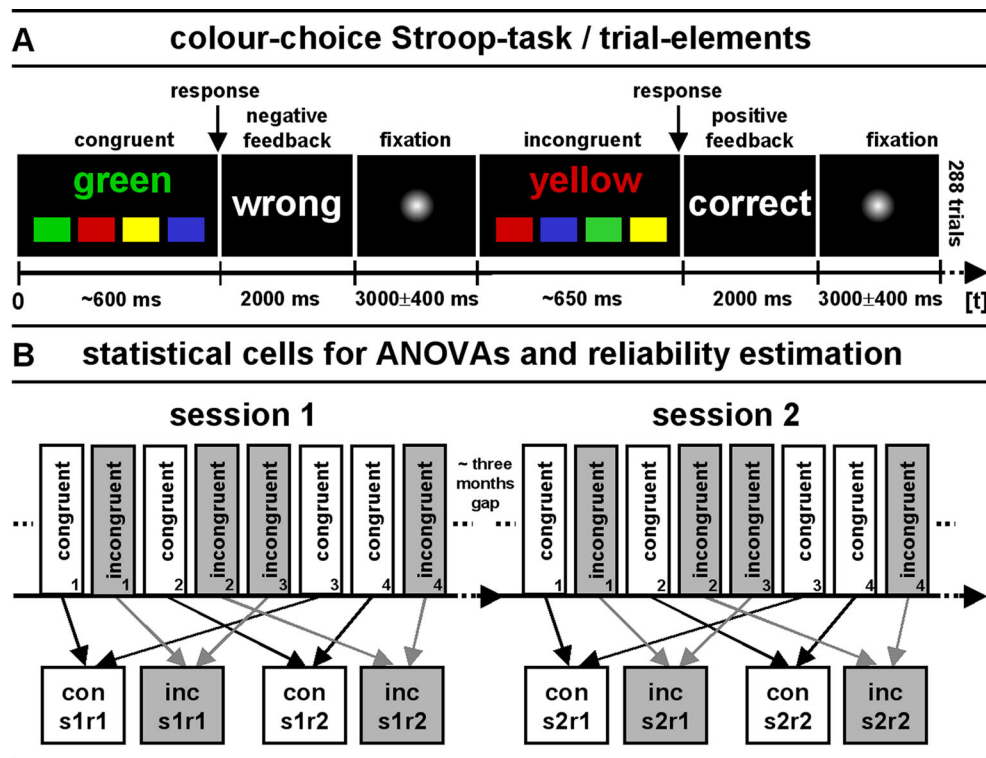 A colour-choice Stroop-task / trial-elements
response response
negative positive
congruent feedback fixation incongruent feedback fixation
green wrong yellow correct
288 trials
0 ~600 ms 2000 ms 3000±400 ms ~650 ms 2000 ms 3000±400 ms [t]
B statistical cells for ANOVAs and reliability estimation
session 1 session 2
congruent incongruent congruent incongruent incongruent congruent congruent incongruent
1 1 2 2 3 3 4 4
~ three
months
gap
congruent incongruent congruent incongruent incongruent congruent congruent incongruent
1 1 2 2 3 3 4 4
con inc con inc con inc con inc
s1r1 s1r1 s1r2 s1r2 s2r1 s2r1 s2r2 s2r2